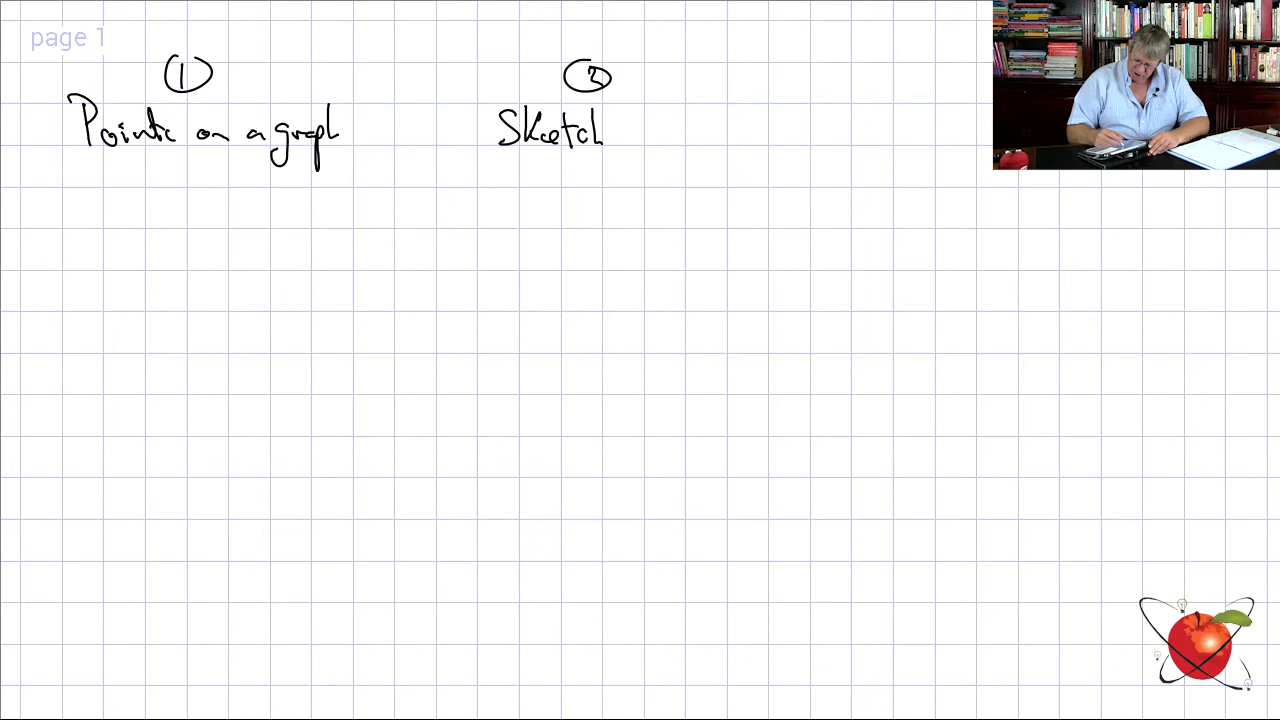 page 1
① ②
Points on a graph Sketch